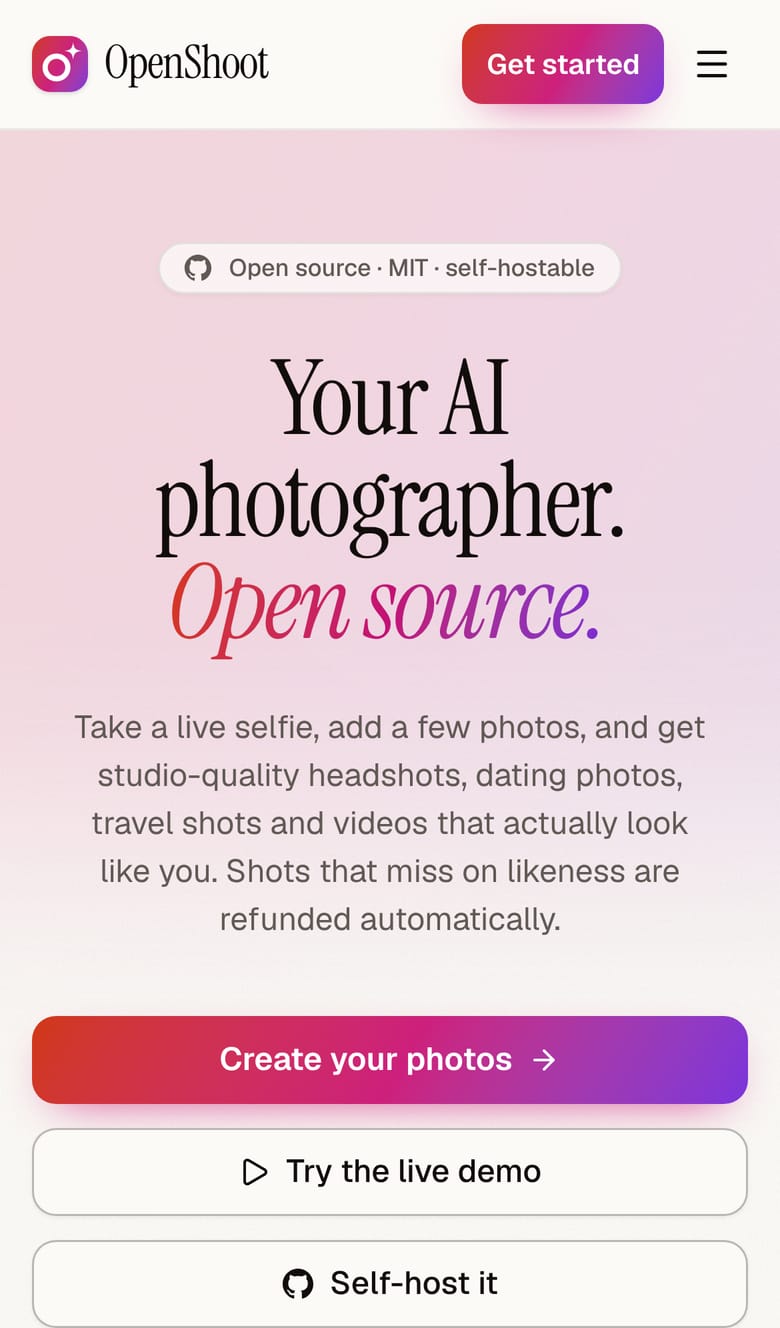 OpenShoot
Get started
Open source · MIT · self-hostable
Your AI
photographer.
Open source.
Take a live selfie, add a few photos, and get
studio-quality headshots, dating photos,
travel shots and videos that actually look
like you. Shots that miss on likeness are
refunded automatically.
Create your photos →
Try the live demo
Self-host it